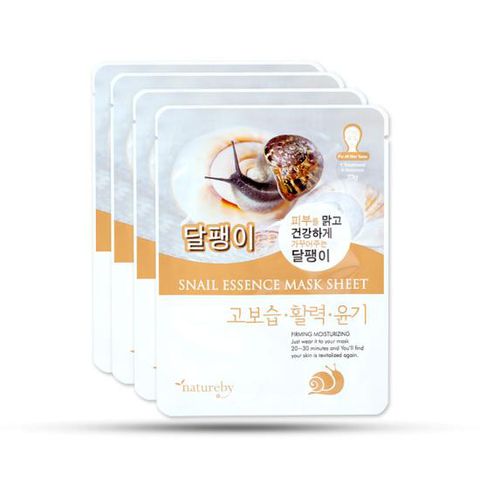 For All Skin Types
23g
달팽이
피부를 맑고
건강하게
가꾸어주는
달팽이
SNAIL ESSENCE MASK SHEET
고보습·활력·윤기
FIRMING MOISTURIZING
Just wear it to your mask
20~30 minutes and You'll find
your skin is revitalized again.
natureby